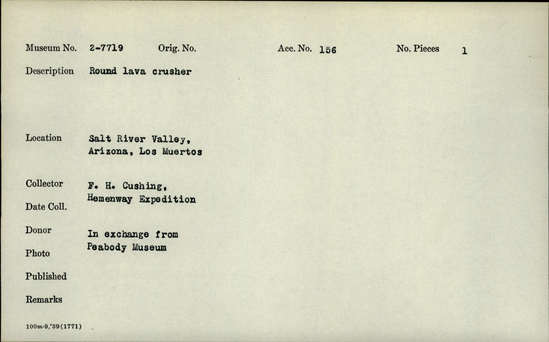 Museum No. 2-7719 Orig. No. Acc. No. 156 No. Pieces 1
Description Round lava crusher
Location Salt River Valley,
Arizona, Los Muertos
Collector F. H. Cushing,
Hemenway Expedition
Date Coll.
Donor In exchange from
Peabody Museum
Photo
Published
Remarks
100m-9,'39(1771)